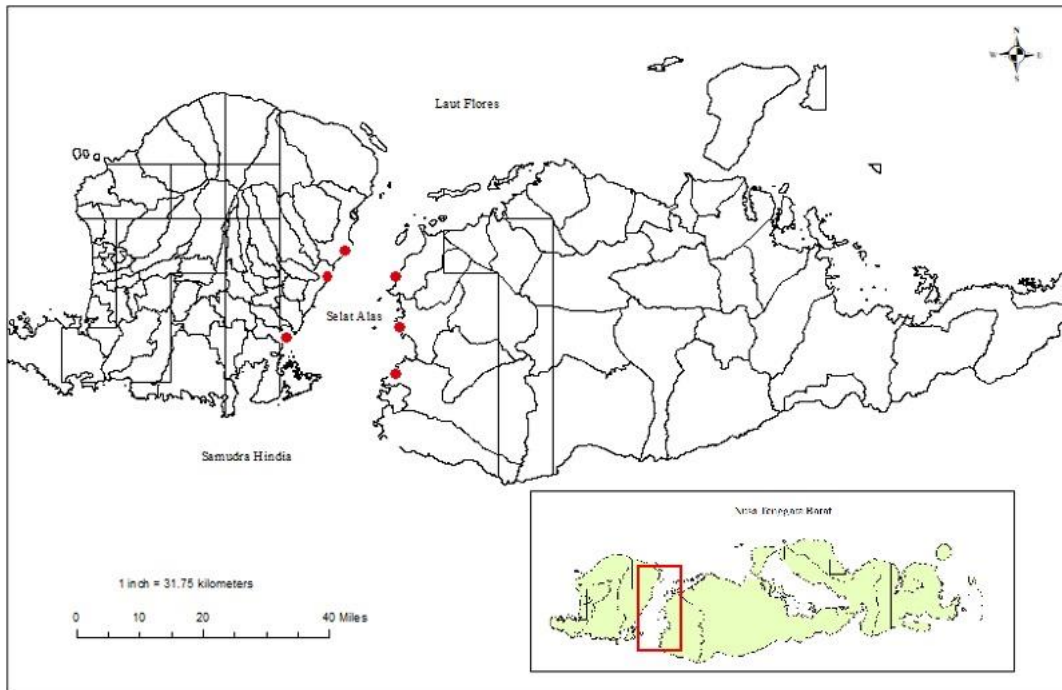 N
W E
S
Laut Flores
Selat Alas
Samudra Hindia
Nusa Tenggara Barat
1 inch = 31.75 kilometers
0 10 20 40 Miles